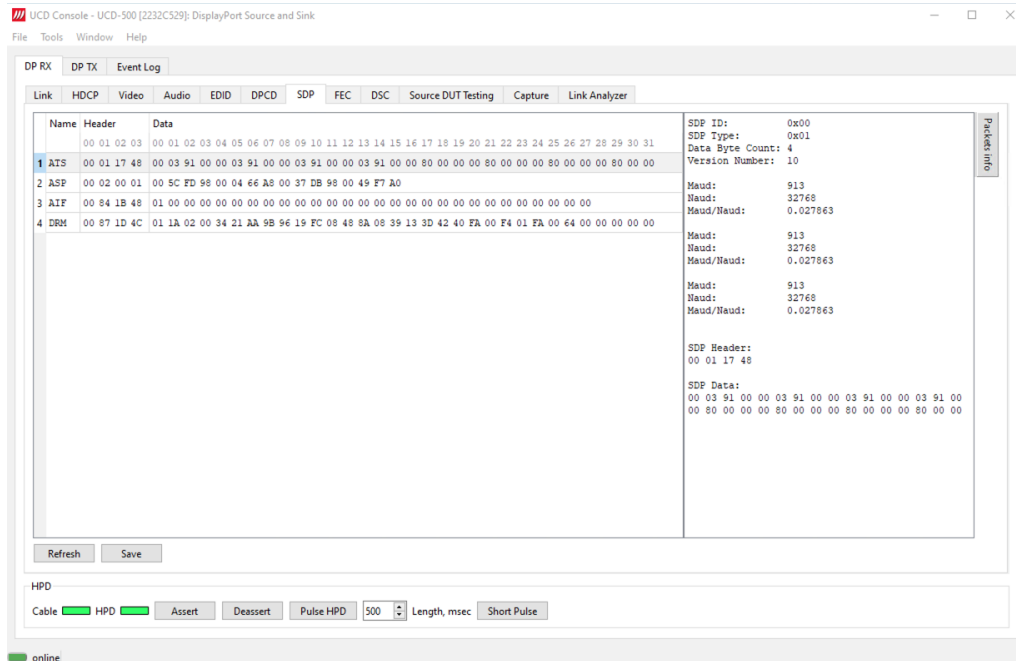 UCD Console - UCD-500 [2232C529]: DisplayPort Source and Sink
File Tools Window Help
DP RX DP TX Event Log
Link HDCP Video Audio EDID DPCD SDP FEC DSC Source DUT Testing Capture Link Analyzer
Name Header Data
00 01 02 03 00 01 02 03 04 05 06 07 08 09 10 11 12 13 14 15 16 17 18 19 20 21 22 23 24 25 26 27 28 29 30 31
1 ATS 00 01 17 48 00 03 91 00 00 03 91 00 00 03 91 00 00 03 91 00 00 80 00 00 00 80 00 00 00 80 00 00 00 80 00 00
2 ASP 00 02 00 01 00 5C FD 98 00 04 66 A8 00 37 DB 98 00 49 F7 A0
3 AIF 00 84 1B 48 01 00 00 00 00 00 00 00 00 00 00 00 00 00 00 00 00 00 00 00 00 00 00 00
4 DRM 00 87 1D 4C 01 1A 02 00 34 21 AA 9B 96 19 FC 08 48 8A 08 39 13 3D 42 40 FA 00 F4 01 FA 00 64 00 00 00 00 00
SDP ID: 0x00
SDP Type: 0x01
Data Byte Count: 4
Version Number: 10
Maud: 913
Naud: 32768
Maud/Naud: 0.027863
Maud: 913
Naud: 32768
Maud/Naud: 0.027863
Maud: 913
Naud: 32768
Maud/Naud: 0.027863
SDP Header:
00 01 17 48
SDP Data:
00 03 91 00 00 03 91 00 00 03 91 00 00 03 91 00
00 80 00 00 00 80 00 00 00 80 00 00 00 80 00 00
Packets info
Refresh Save
HPD
Cable HPD Assert Deassert Pulse HPD 500 Length, msec Short Pulse
online